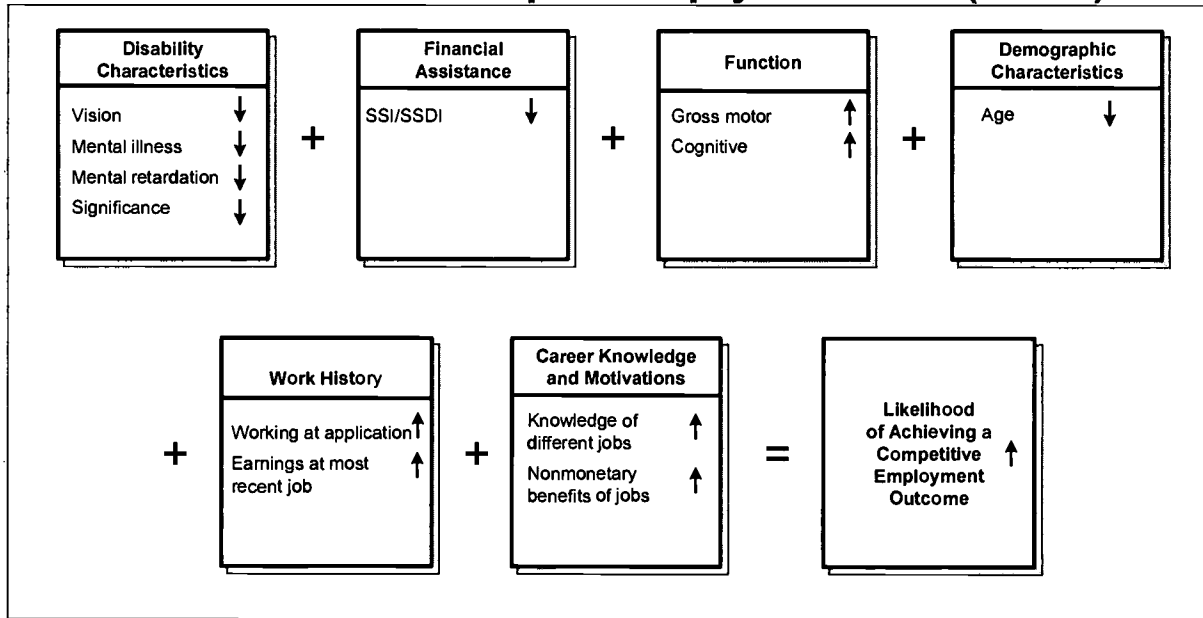 Disability
Characteristics
Vision ↓
Mental illness ↓
Mental retardation ↓
Significance ↓
+
Financial
Assistance
SSI/SSDI ↓
+
Function
Gross motor ↑
Cognitive ↑
+
Demographic
Characteristics
Age ↓
+
Work History
Working at application ↑
Earnings at most ↑
recent job
+
Career Knowledge
and Motivations
Knowledge of ↑
different jobs
Nonmonetary ↑
benefits of jobs
=
Likelihood
of Achieving a
Competitive ↑
Employment
Outcome